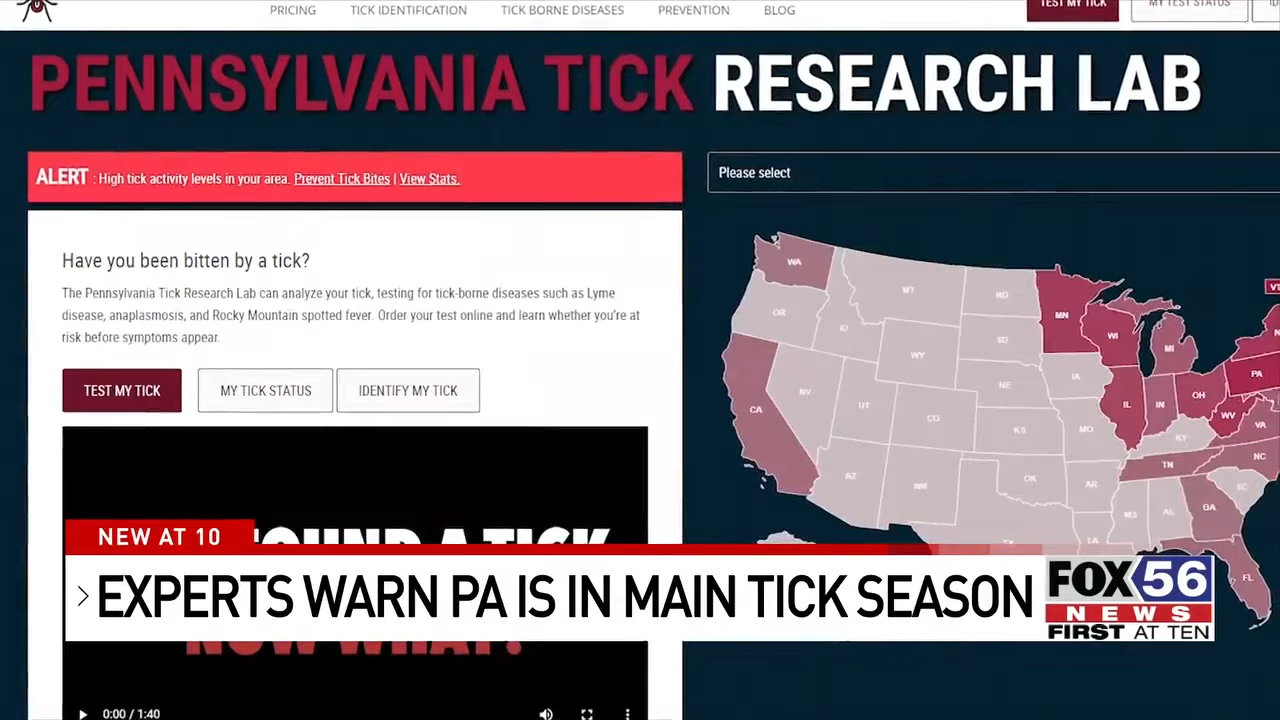 PRICING
TICK IDENTIFICATION
TICK BORNE DISEASES
PREVENTION
BLOG
TEST MY TICK
MY TEST STATUS
PENNSYLVANIA TICK RESEARCH LAB
ALERT : High tick activity levels in your area. Prevent Tick Bites | View Stats.
Please select
Have you been bitten by a tick?
The Pennsylvania Tick Research Lab can analyze your tick, testing for tick-borne diseases such as Lyme
disease, anaplasmosis, and Rocky Mountain spotted fever. Order your test online and learn whether you're at
risk before symptoms appear.
TEST MY TICK
MY TICK STATUS
IDENTIFY MY TICK
WA
MT
ND
MN
OR
ID
SD
WI
MI
WY
IA
NE
PA
NV
UT
CO
IL
IN
OH
WV
CA
KS
MO
KY
VA
AZ
NM
OK
AR
TN
NC
SC
MS
AL
GA
LA
FL
FOUND A TICK
NOW WHAT?
NEW AT 10
EXPERTS WARN PA IS IN MAIN TICK SEASON
FOX 56
NEWS
FIRST AT TEN
0:00 / 1:40